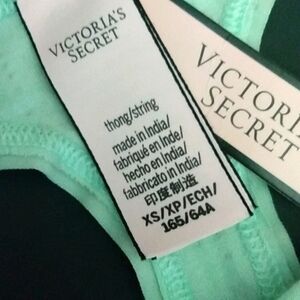 VICTORIA'S
SECRET
thong/string
made in India/
fabriqué en Inde/
hecho en India/
fabbricato in India/
印度制造
XS/XP/ECH/
165/64A
VICTORI
SECRET